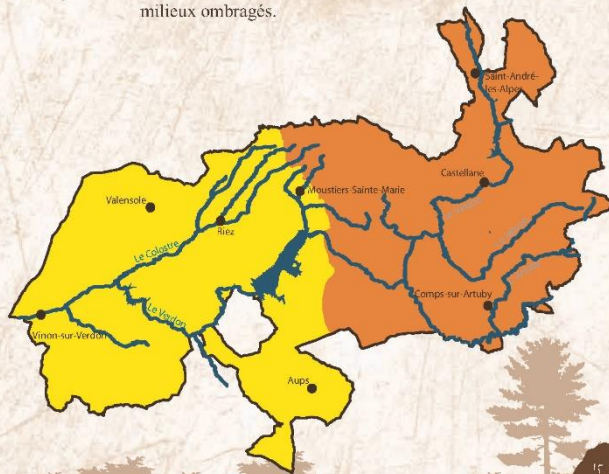 milieux ombragés.
Saint-André-
les-Alpes
Castellane
Moustiers-Sainte-Marie
Valensole
Riez
Le Colostre
Comps-sur-Artuby
Le Verdon
Vinon-sur-Verdon
Aups
15